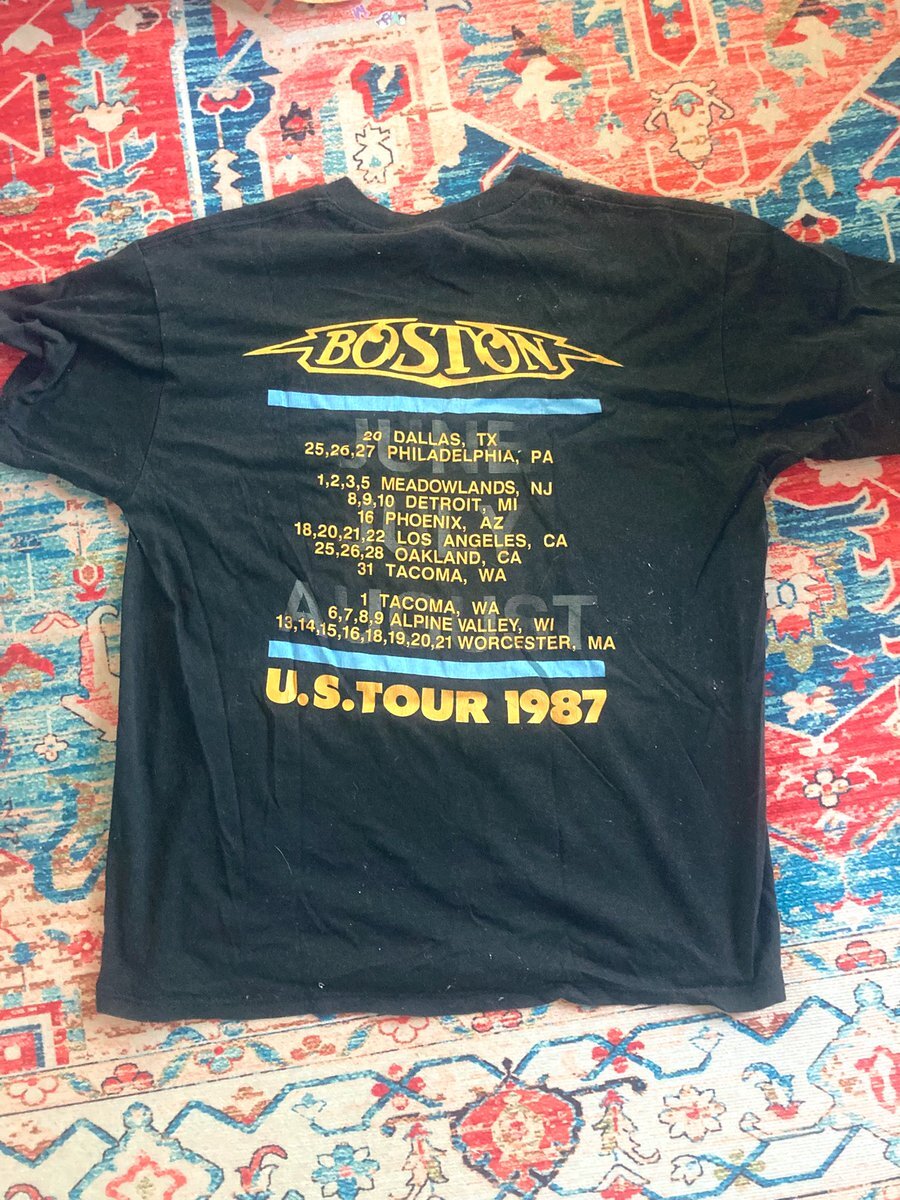 BOSTON
JUNE
20 DALLAS, TX
25,26,27 PHILADELPHIA, PA
JULY
1,2,3,5 MEADOWLANDS, NJ
8,9,10 DETROIT, MI
16 PHOENIX, AZ
18,20,21,22 LOS ANGELES, CA
25,26,28 OAKLAND, CA
31 TACOMA, WA
AUGUST
1 TACOMA, WA
6,7,8,9 ALPINE VALLEY, WI
13,14,15,16,18,19,20,21 WORCESTER, MA
U.S.TOUR 1987